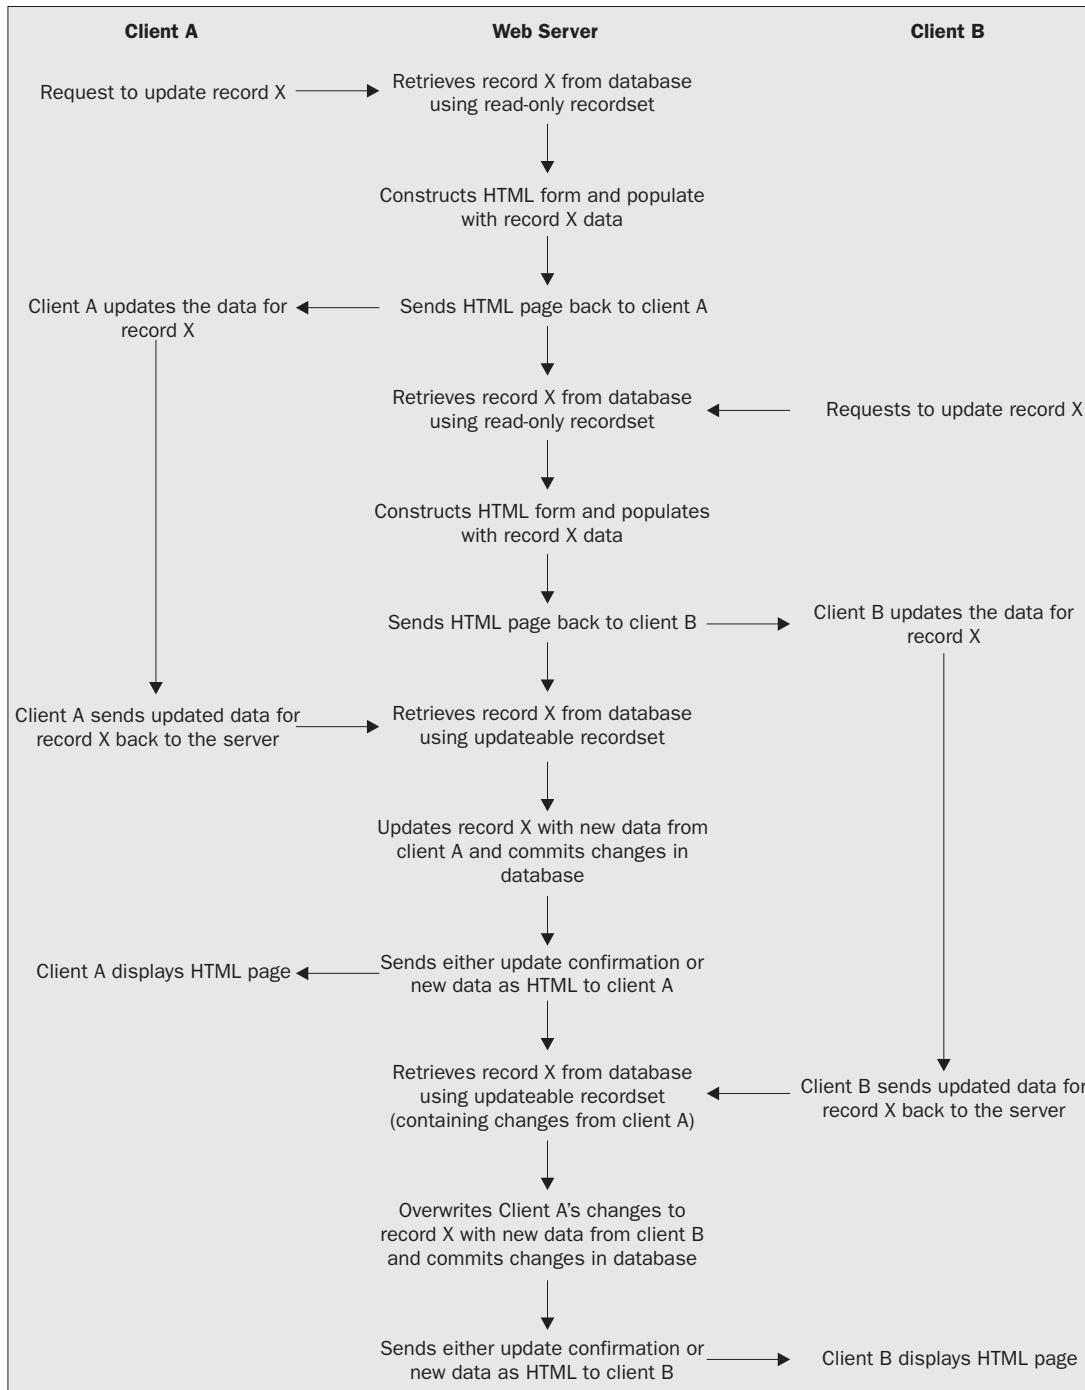 Client A
Web Server
Client B
Request to update record X
Retrieves record X from database
using read-only recordset
Constructs HTML form and populate
with record X data
Client A updates the data for
record X
Sends HTML page back to client A
Retrieves record X from database
using read-only recordset
Requests to update record X
Constructs HTML form and populates
with record X data
Sends HTML page back to client B
Client B updates the data for
record X
Client A sends updated data for
record X back to the server
Retrieves record X from database
using updateable recordset
Updates record X with new data from
client A and commits changes in
database
Client A displays HTML page
Sends either update confirmation or
new data as HTML to client A
Retrieves record X from database
using updateable recordset
(containing changes from client A)
Client B sends updated data for
record X back to the server
Overwrites Client A's changes to
record X with new data from client B
and commits changes in database
Sends either update confirmation or
new data as HTML to client B
Client B displays HTML page